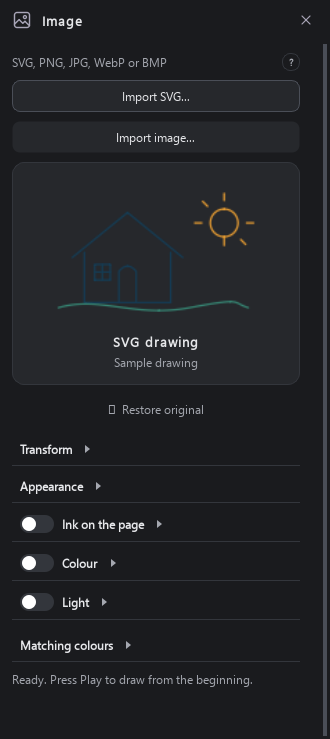 Image
SVG, PNG, JPG, WebP or BMP
?
Import SVG...
Import image...
SVG drawing
Sample drawing
Restore original
Transform
Appearance
Ink on the page
Colour
Light
Matching colours
Ready. Press Play to draw from the beginning.